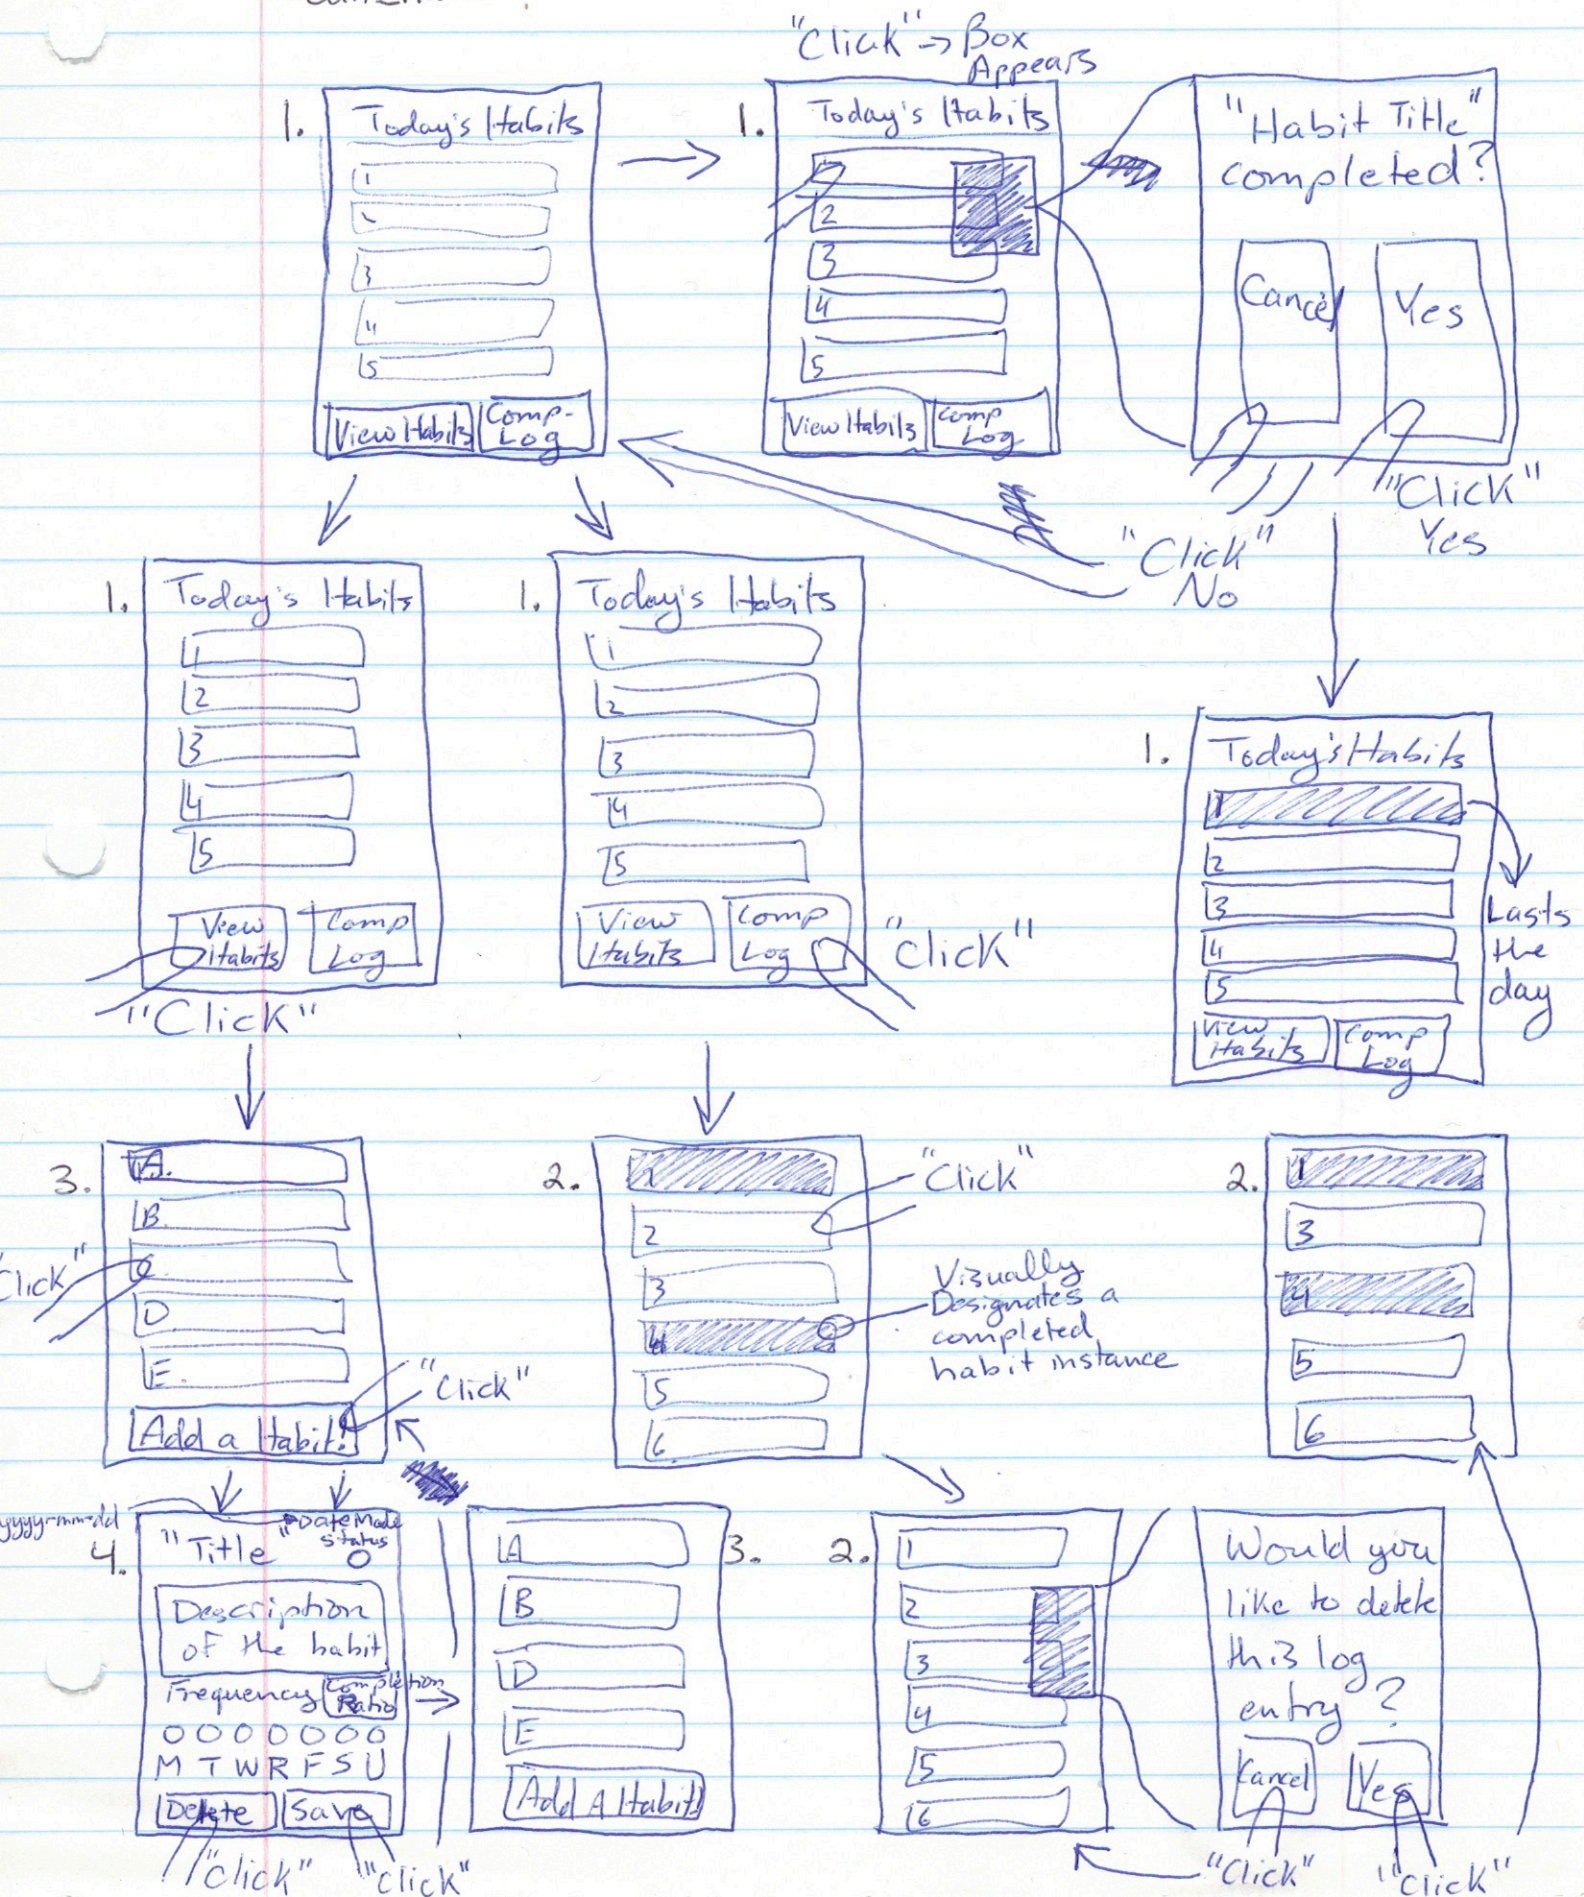 "Click" → Box
Appears
1.
Today's Habits
1
2
3
4
5
View Habits
Comp-
Log
1.
Today's Habits
1
2
3
4
5
View Habits
Comp
Log
"Habit Title"
completed?
Cancel
Yes
"Click"
Yes
"Click"
No
1.
Today's Habits
1
2
3
4
5
View
Habits
Comp
Log
"Click"
1.
Today's Habits
1
2
3
4
5
View
Habits
Comp
Log
"Click"
1.
Today's Habits
1
2
3
4
5
View
Habits
Comp
Log
Lasts
the
day
3.
A.
B.
C
D
E.
Add a Habit!
"Click"
"Click"
2.
1
2
3
4
5
6
"Click"
Visually
Designates a
completed
habit instance
2.
1
3
4
5
6
yyyy-mm-dd
4.
"Title"
Date Made
Status
Description
of the habit
Frequency
Completion
Ratio
M T W R F S U
Delete
Save
"Click"
"Click"
3.
A
B
D
E
Add A Habit!
2.
1
2
3
4
5
6
Would you
like to delete
this log
entry?
Cancel
Yes
"Click"
"Click"